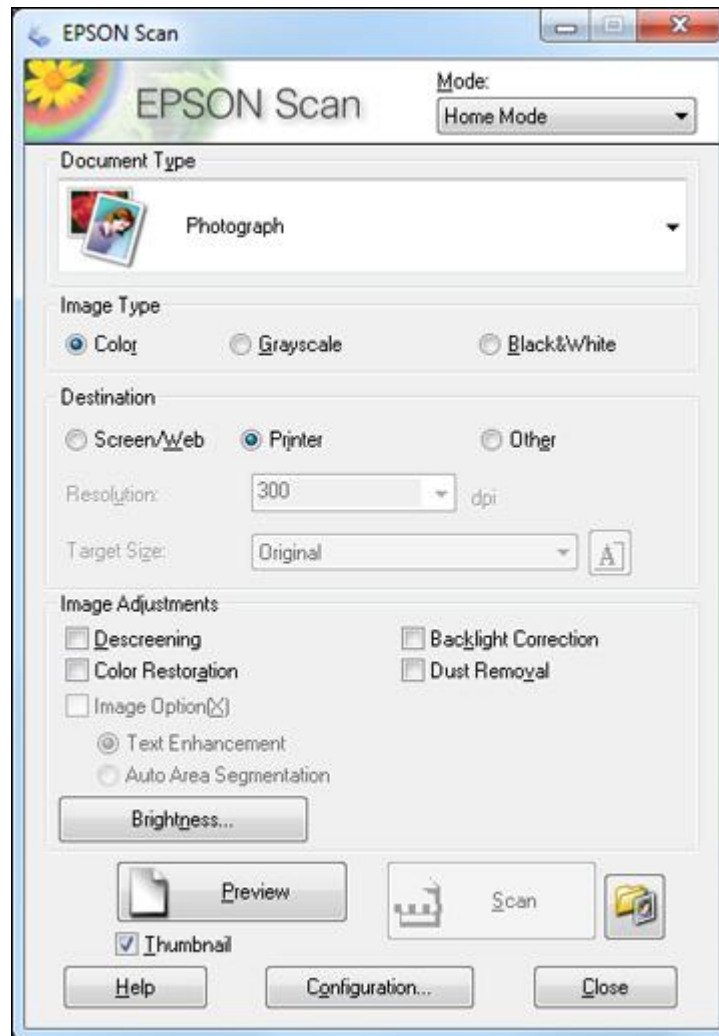 EPSON Scan
EPSON Scan
Mode:
Home Mode
Document Type
Photograph
Image Type
Color Grayscale Black&White
Destination
Screen/Web Printer Other
Resolution: 300 dpi
Target Size: Original A
Image Adjustments
Descreening Backlight Correction
Color Restoration Dust Removal
Image Option(X)
Text Enhancement
Auto Area Segmentation
Brightness...
Preview Scan
Thumbnail
Help Configuration... Close